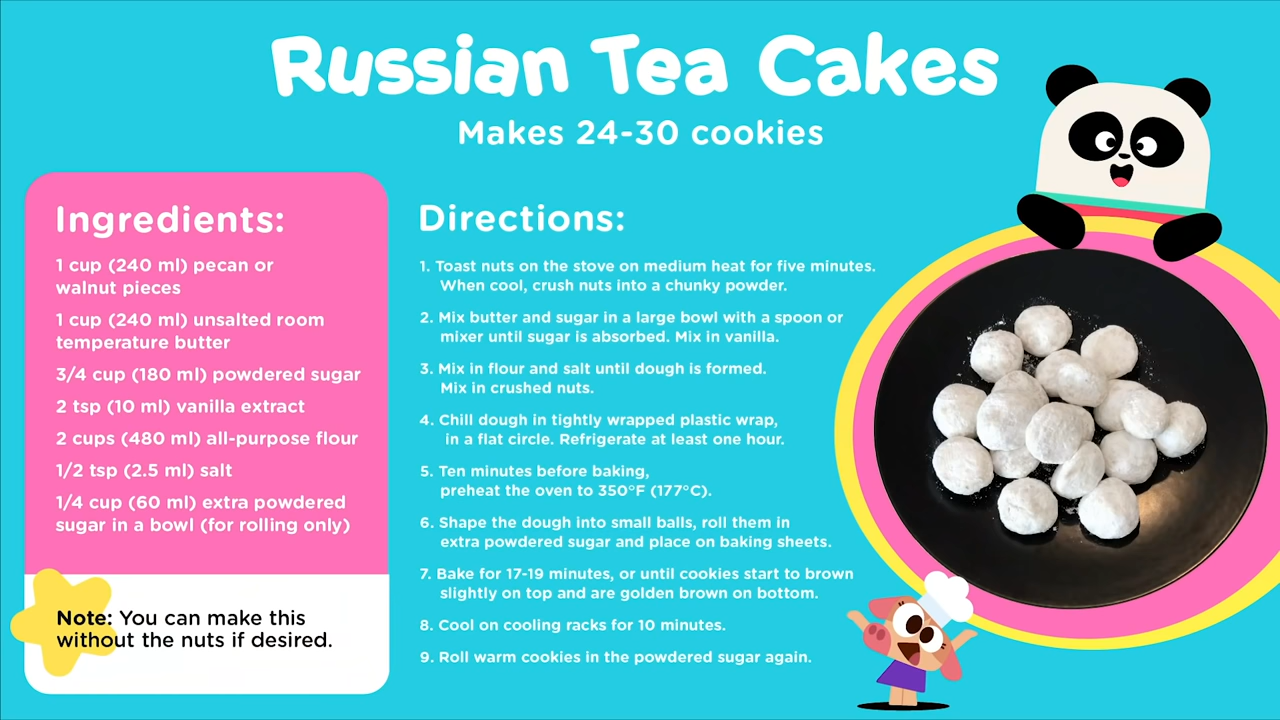 Russian Tea Cakes
Makes 24-30 cookies
Ingredients:
1 cup (240 ml) pecan or
walnut pieces
1 cup (240 ml) unsalted room
temperature butter
3/4 cup (180 ml) powdered sugar
2 tsp (10 ml) vanilla extract
2 cups (480 ml) all-purpose flour
1/2 tsp (2.5 ml) salt
1/4 cup (60 ml) extra powdered
sugar in a bowl (for rolling only)
Note: You can make this
without the nuts if desired.
Directions:
1. Toast nuts on the stove on medium heat for five minutes.
When cool, crush nuts into a chunky powder.
2. Mix butter and sugar in a large bowl with a spoon or
mixer until sugar is absorbed. Mix in vanilla.
3. Mix in flour and salt until dough is formed.
Mix in crushed nuts.
4. Chill dough in tightly wrapped plastic wrap,
in a flat circle. Refrigerate at least one hour.
5. Ten minutes before baking,
preheat the oven to 350°F (177°C).
6. Shape the dough into small balls, roll them in
extra powdered sugar and place on baking sheets.
7. Bake for 17-19 minutes, or until cookies start to brown
slightly on top and are golden brown on bottom.
8. Cool on cooling racks for 10 minutes.
9. Roll warm cookies in the powdered sugar again.